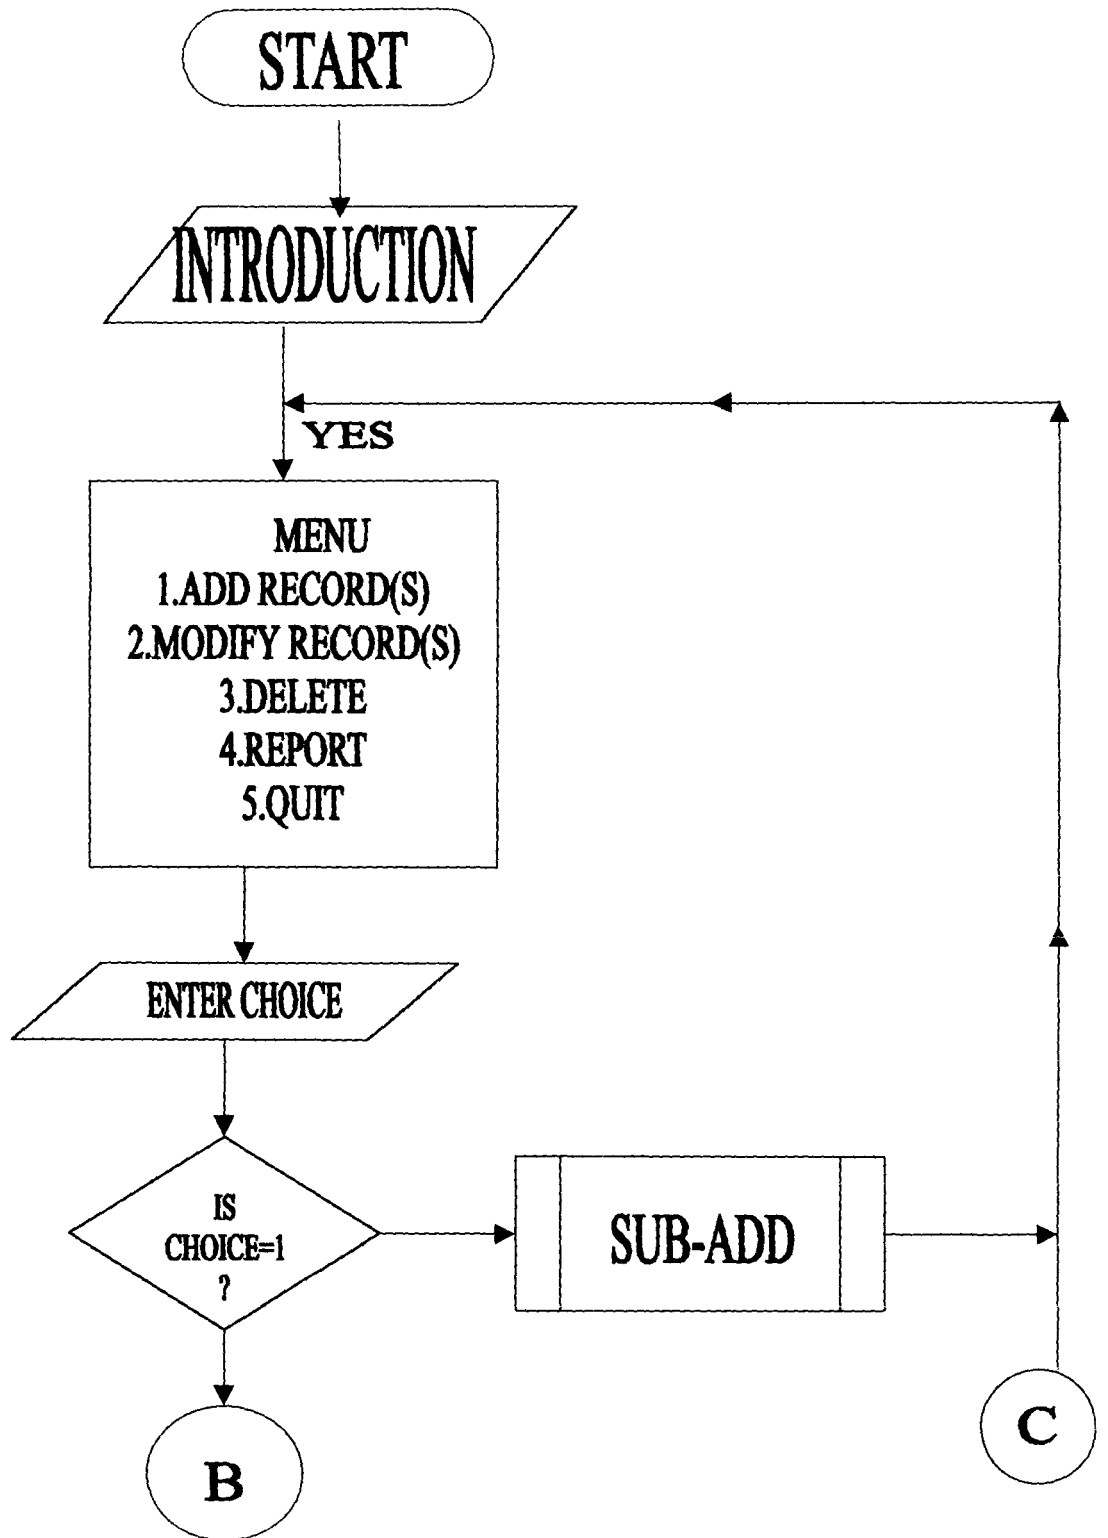 START
INTRODUCTION
YES
MENU
1.ADD RECORD(S)
2.MODIFY RECORD(S)
3.DELETE
4.REPORT
5.QUIT
ENTER CHOICE
IS
CHOICE=1
?
SUB-ADD
C
B